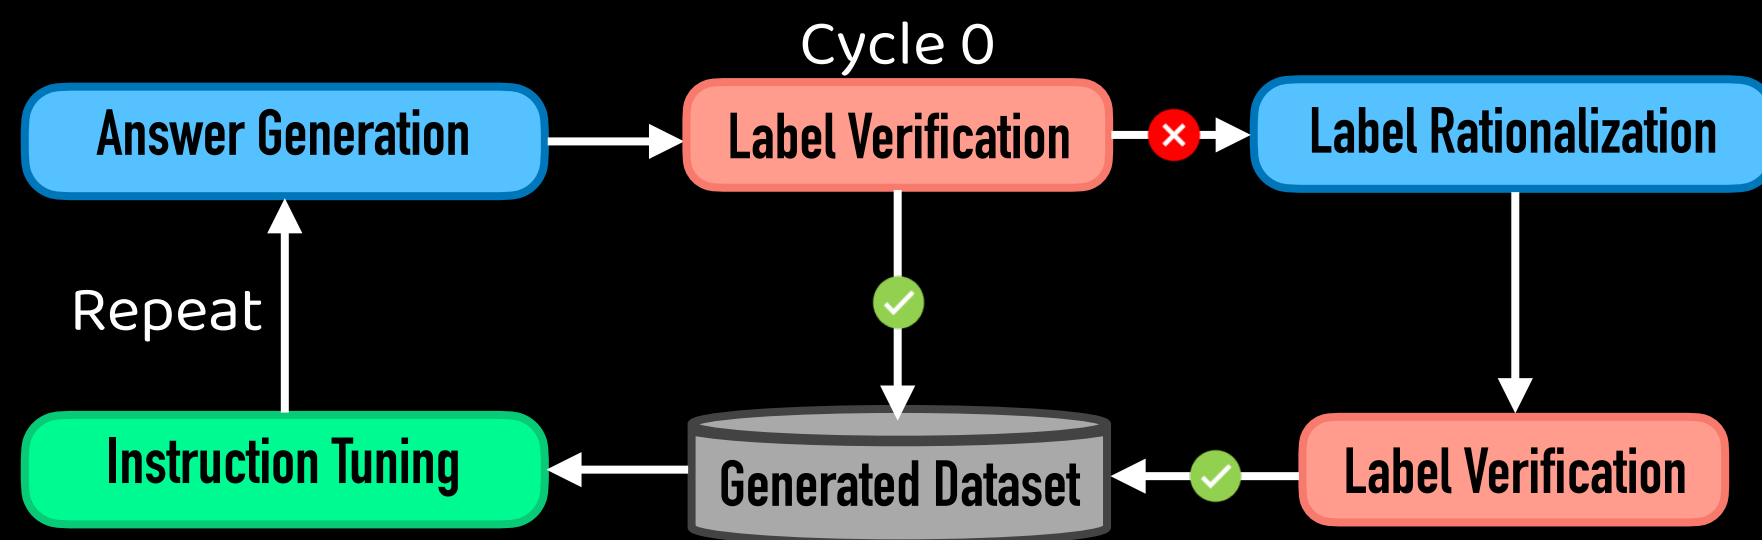 Cycle 0
Answer Generation
Label Verification
Label Rationalization
Repeat
Instruction Tuning
Generated Dataset
Label Verification